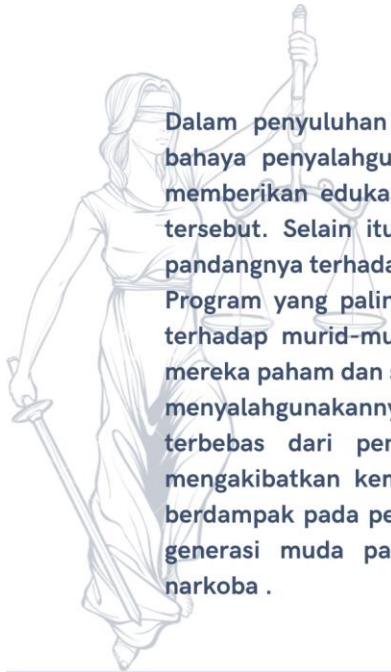 Dalam penyuluhan
bahaya penyalahgu
memberikan eduka
tersebut. Selain itu
pandangnya terhada
Program yang palin
terhadap murid-mu
mereka paham dan s
menyalahgunakanny
terbebas dari per
mengakibatkan ken
berdampak pada pe
generasi muda pa
narkoba .